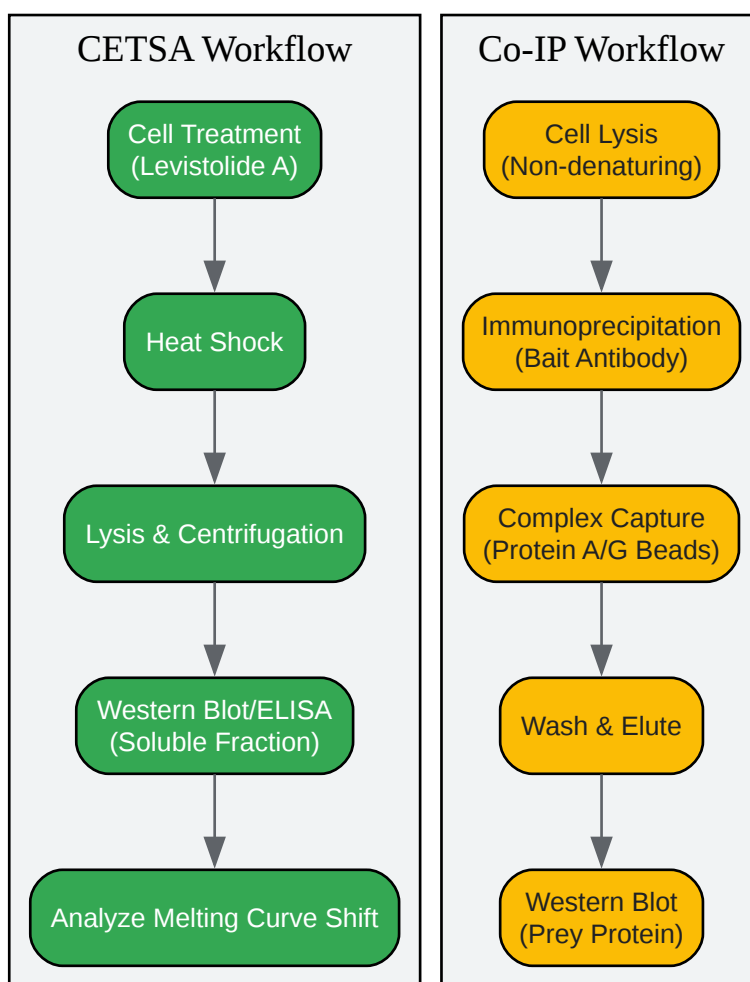 CETSA Workflow
Cell Treatment
(Levistolide A)
Heat Shock
Lysis & Centrifugation
Western Blot/ELISA
(Soluble Fraction)
Analyze Melting Curve Shift
Co-IP Workflow
Cell Lysis
(Non-denaturing)
Immunoprecipitation
(Bait Antibody)
Complex Capture
(Protein A/G Beads)
Wash & Elute
Western Blot
(Prey Protein)